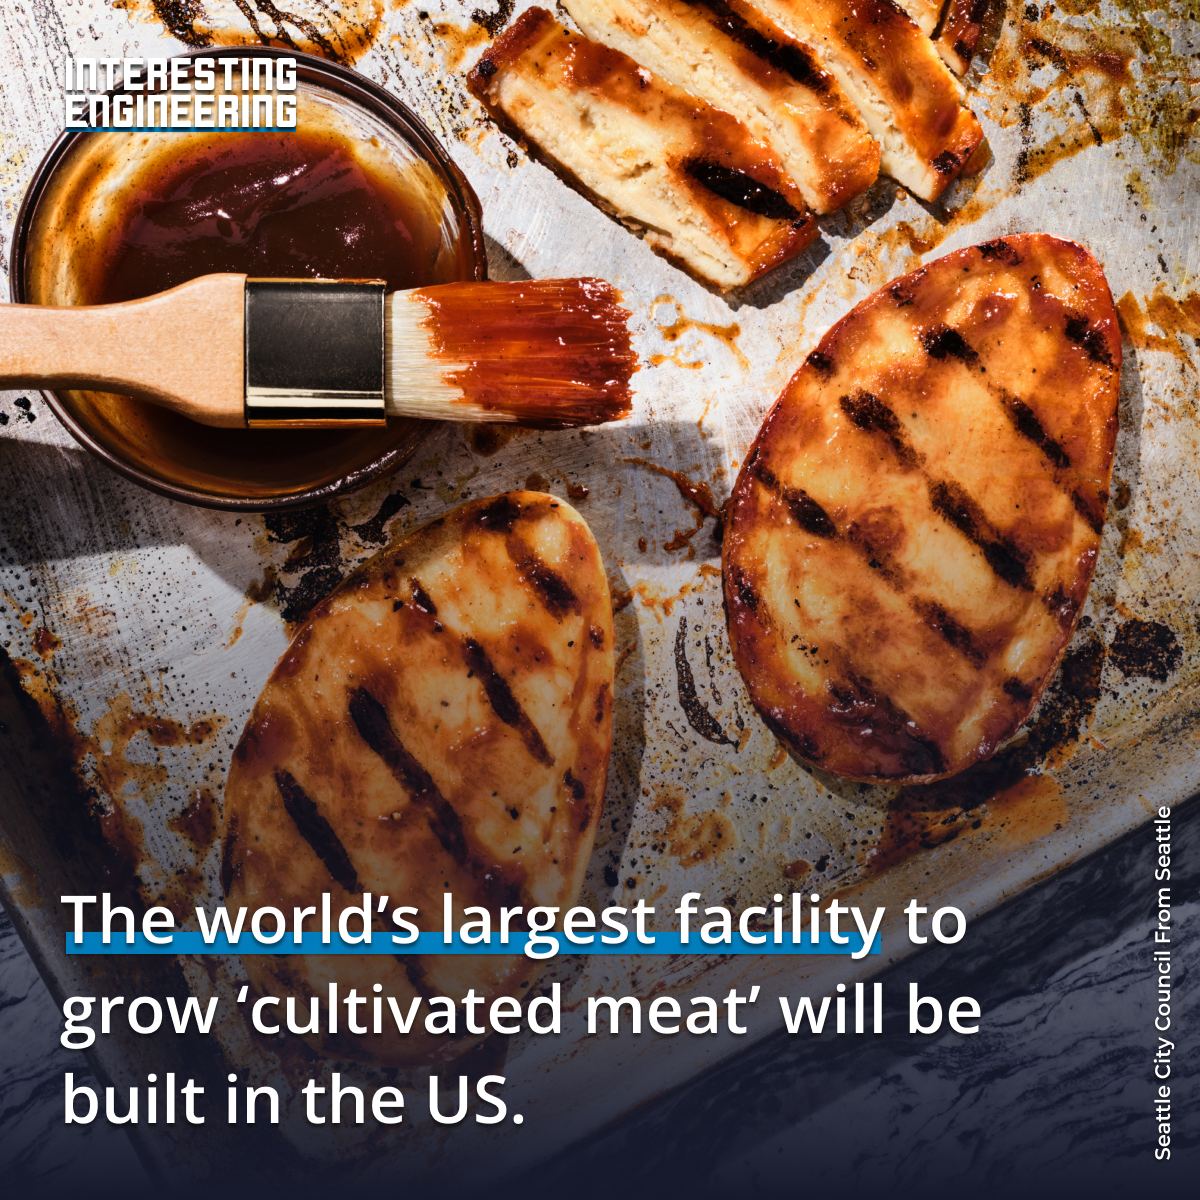 INTERESTING
ENGINEERING
The world’s largest facility to
grow ‘cultivated meat’ will be
built in the US.
Seattle City Council From Seattle